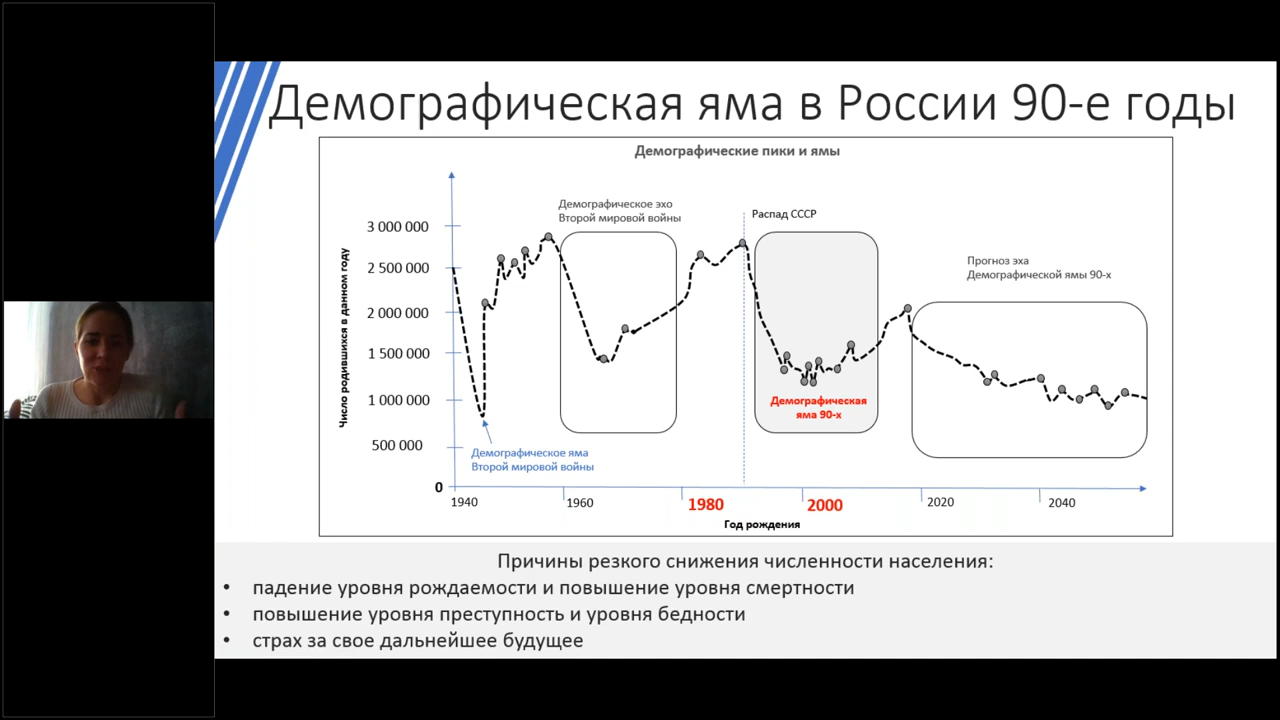 Демографическая яма в России 90-е годы
Демографические пики и ямы
Демографическое эхо
Второй мировой войны
Распад СССР
Прогноз эха
Демографической ямы 90-х
Число родившихся в данном году
3 000 000
2 500 000
2 000 000
1 500 000
1 000 000
500 000
0
Демографическая
яма 90-х
Демографическое яма
Второй мировой войны
1940
1960
1980
2000
2020
2040
Год рождения
Причины резкого снижения численности населения:
• падение уровня рождаемости и повышение уровня смертности
• повышение уровня преступность и уровня бедности
• страх за свое дальнейшее будущее